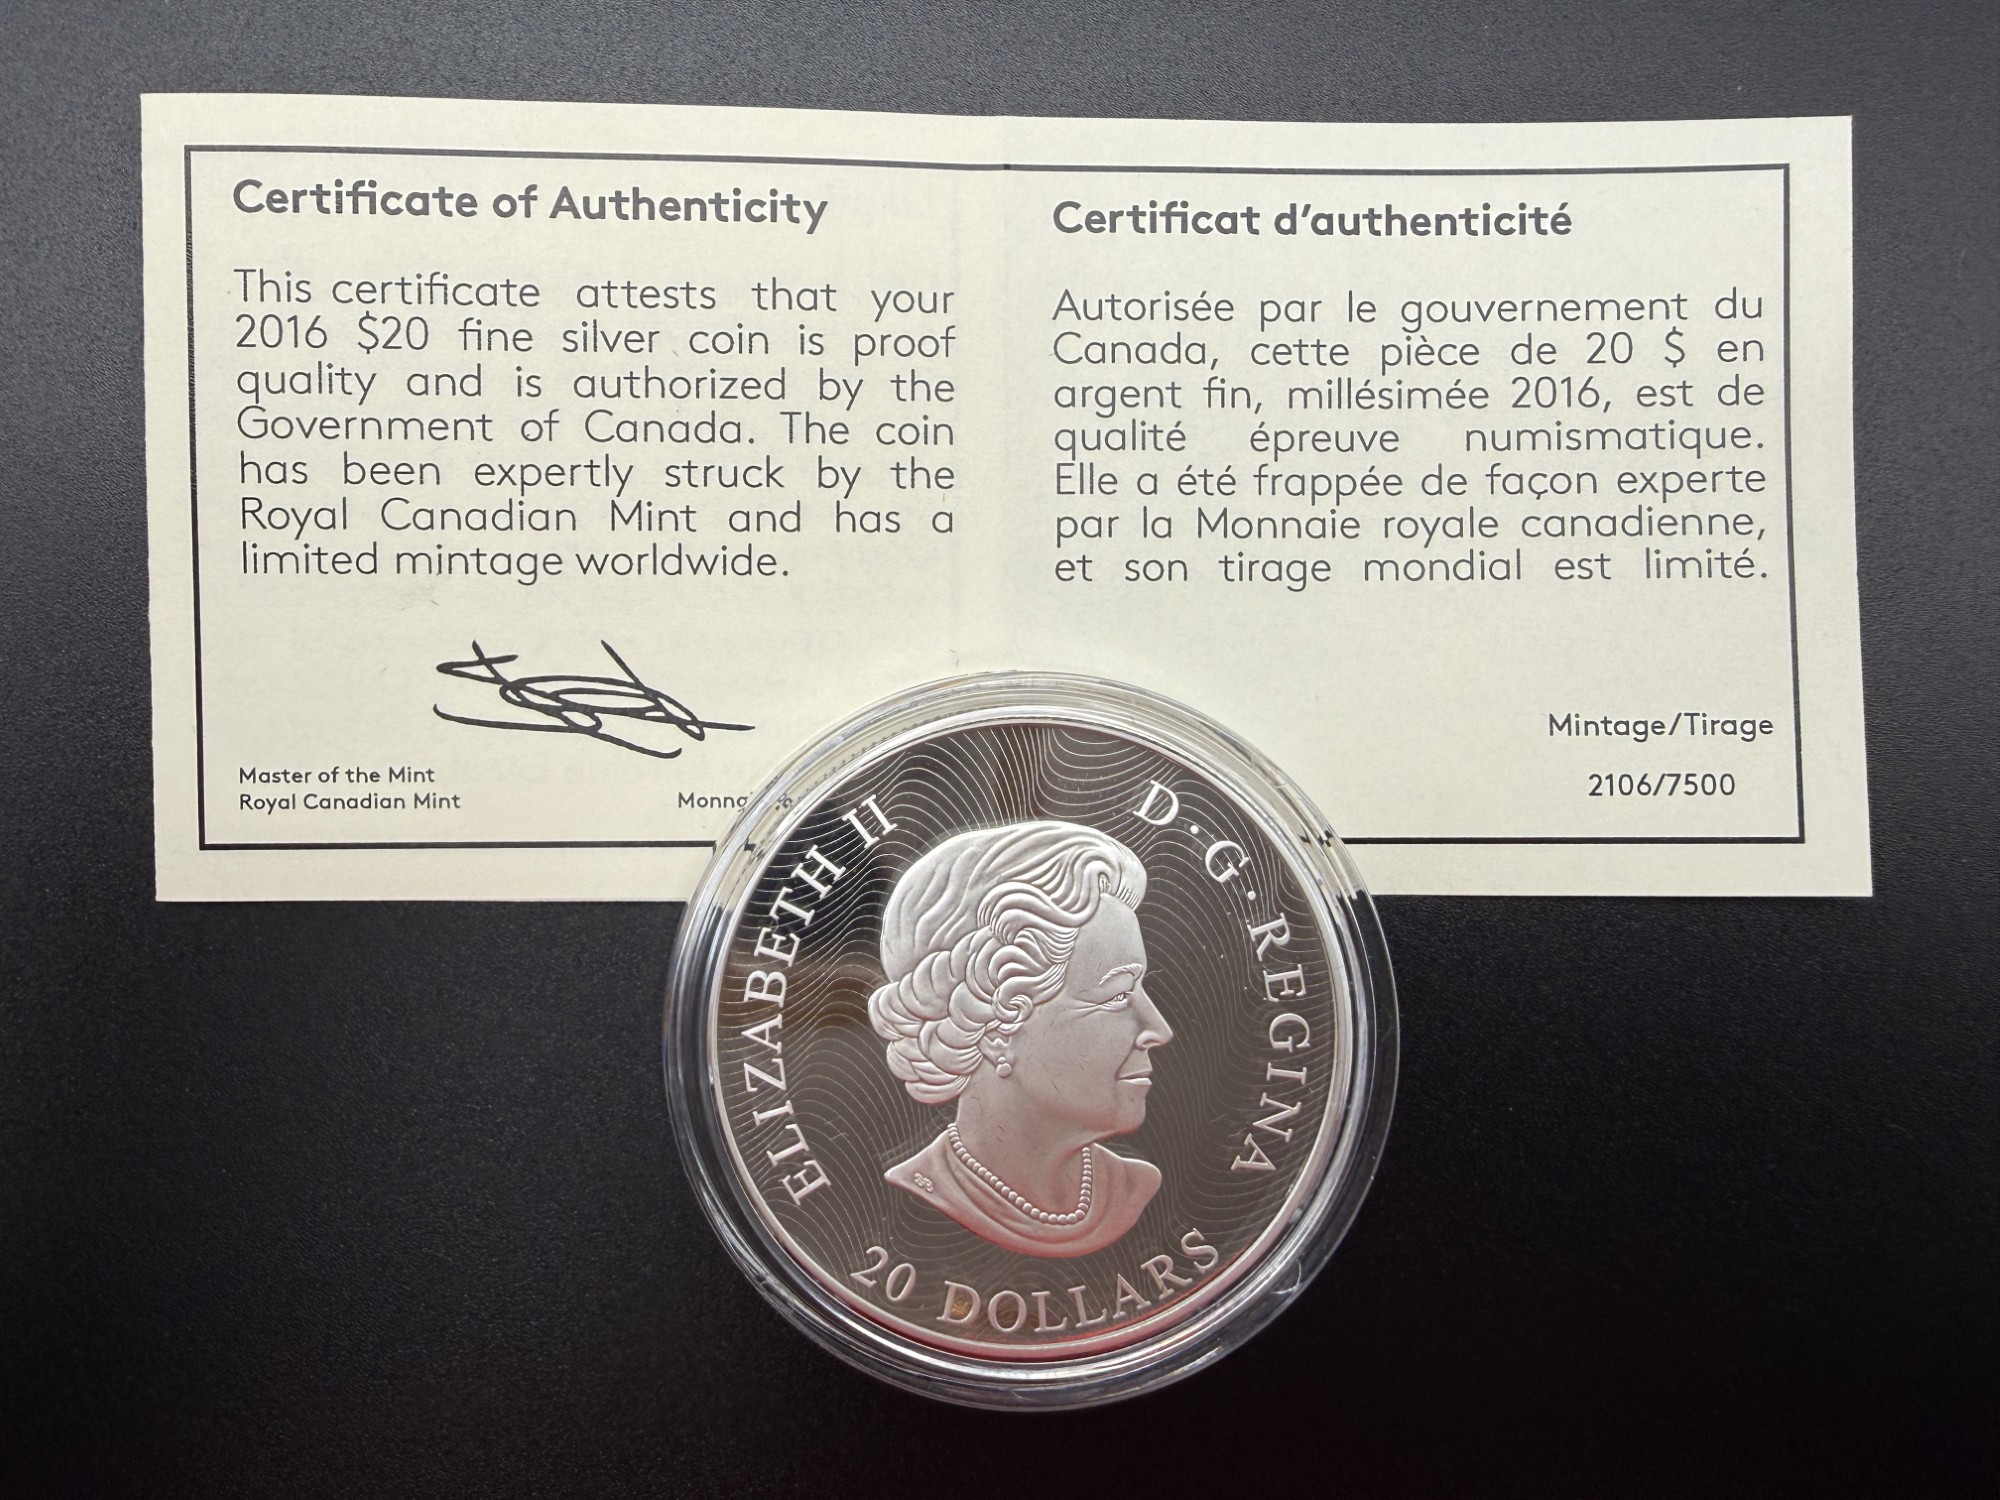 Certificate of Authenticity
This certificate attests that your
2016 $20 fine silver coin is proof
quality and is authorized by the
Government of Canada. The coin
has been expertly struck by the
Royal Canadian Mint and has a
limited mintage worldwide.
Master of the Mint
Royal Canadian Mint
Certificat d'authenticité
Autorisée par le gouvernement du
Canada, cette pièce de 20 $ en
argent fin, millésimée 2016, est de
qualité épreuve numismatique.
Elle a été frappée de façon experte
par la Monnaie royale canadienne,
et son tirage mondial est limité.
Mintage/Tirage
2106/7500
ELIZABETH II
D·G·REGINA
20 DOLLARS